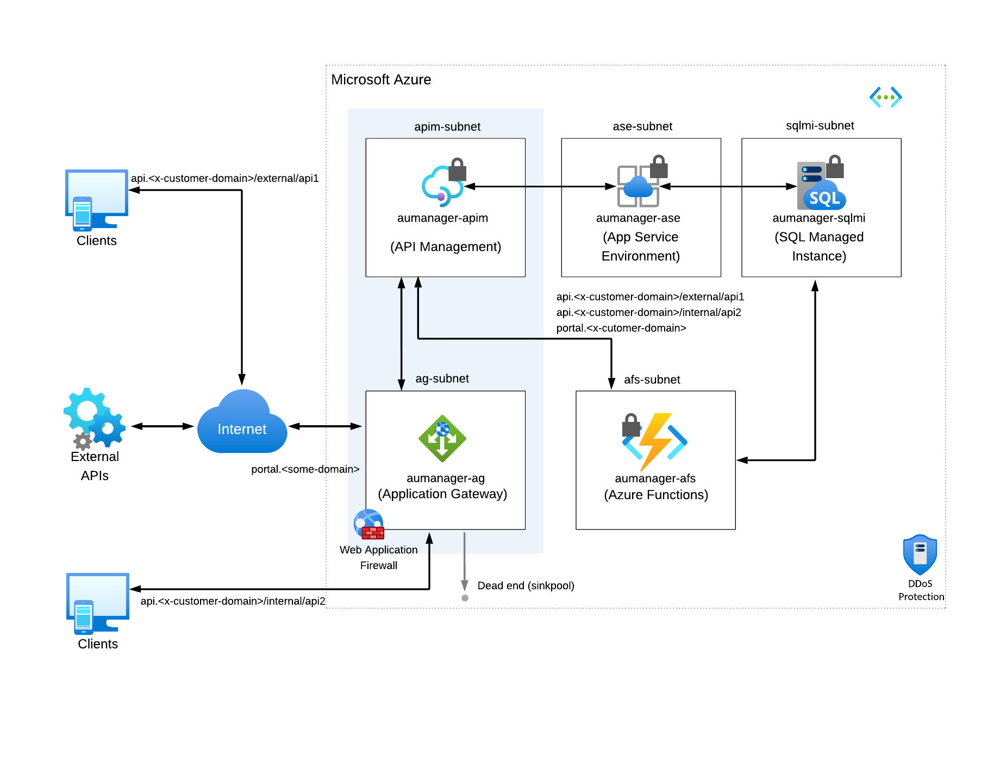 Microsoft Azure
apim-subnet
ase-subnet
sqlmi-subnet
api.<x-customer-domain>/external/api1
Clients
aumanager-apim
(API Management)
aumanager-ase
(App Service
Environment)
SQL
aumanager-sqlmi
(SQL Managed
Instance)
api.<x-customer-domain>/external/api1
api.<x-customer-domain>/internal/api2
portal.<x-cutomer-domain>
ag-subnet
afs-subnet
External
APIs
Internet
portal.<some-domain>
aumanager-ag
(Application Gateway)
aumanager-afs
(Azure Functions)
Web Application
Firewall
Dead end (sinkpool)
DDoS
Protection
api.<x-customer-domain>/internal/api2
Clients